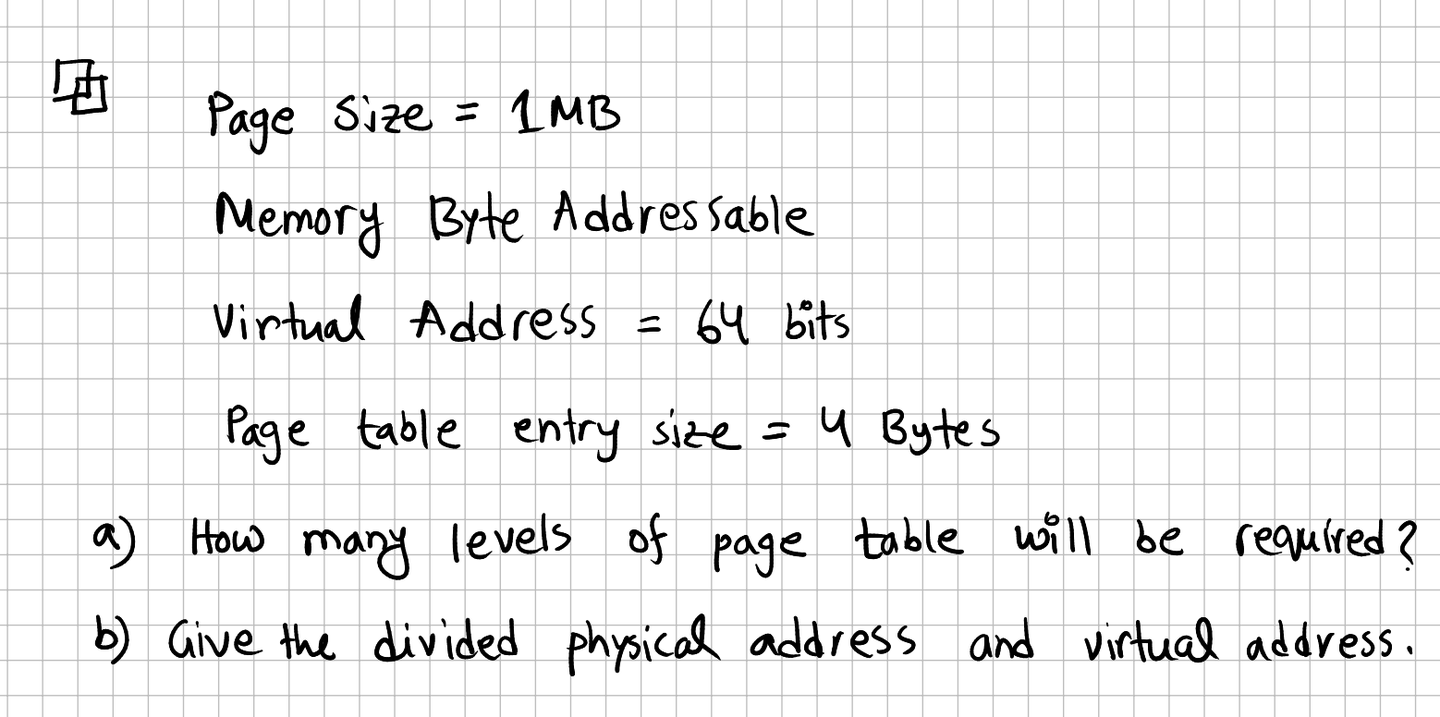 Page Size = 1MB
Memory Byte Addressable
Virtual Address = 64 bits
Page table entry size = 4 Bytes
a) How many levels of page table will be required?
b) Give the divided physical address and virtual address.